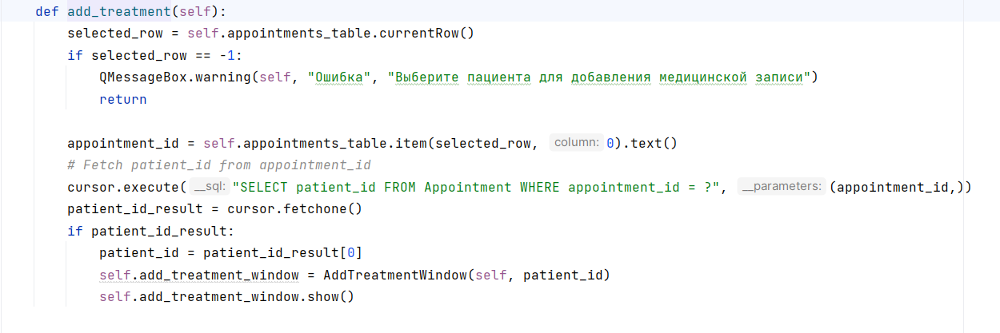 def add_treatment(self):
    selected_row = self.appointments_table.currentRow()
    if selected_row == -1:
        QMessageBox.warning(self, "Ошибка", "Выберите пациента для добавления медицинской записи")
        return

    appointment_id = self.appointments_table.item(selected_row, column: 0).text()
    # Fetch patient_id from appointment_id
    cursor.execute(__sql: "SELECT patient_id FROM Appointment WHERE appointment_id = ?", __parameters: (appointment_id,))
    patient_id_result = cursor.fetchone()
    if patient_id_result:
        patient_id = patient_id_result[0]
        self.add_treatment_window = AddTreatmentWindow(self, patient_id)
        self.add_treatment_window.show()